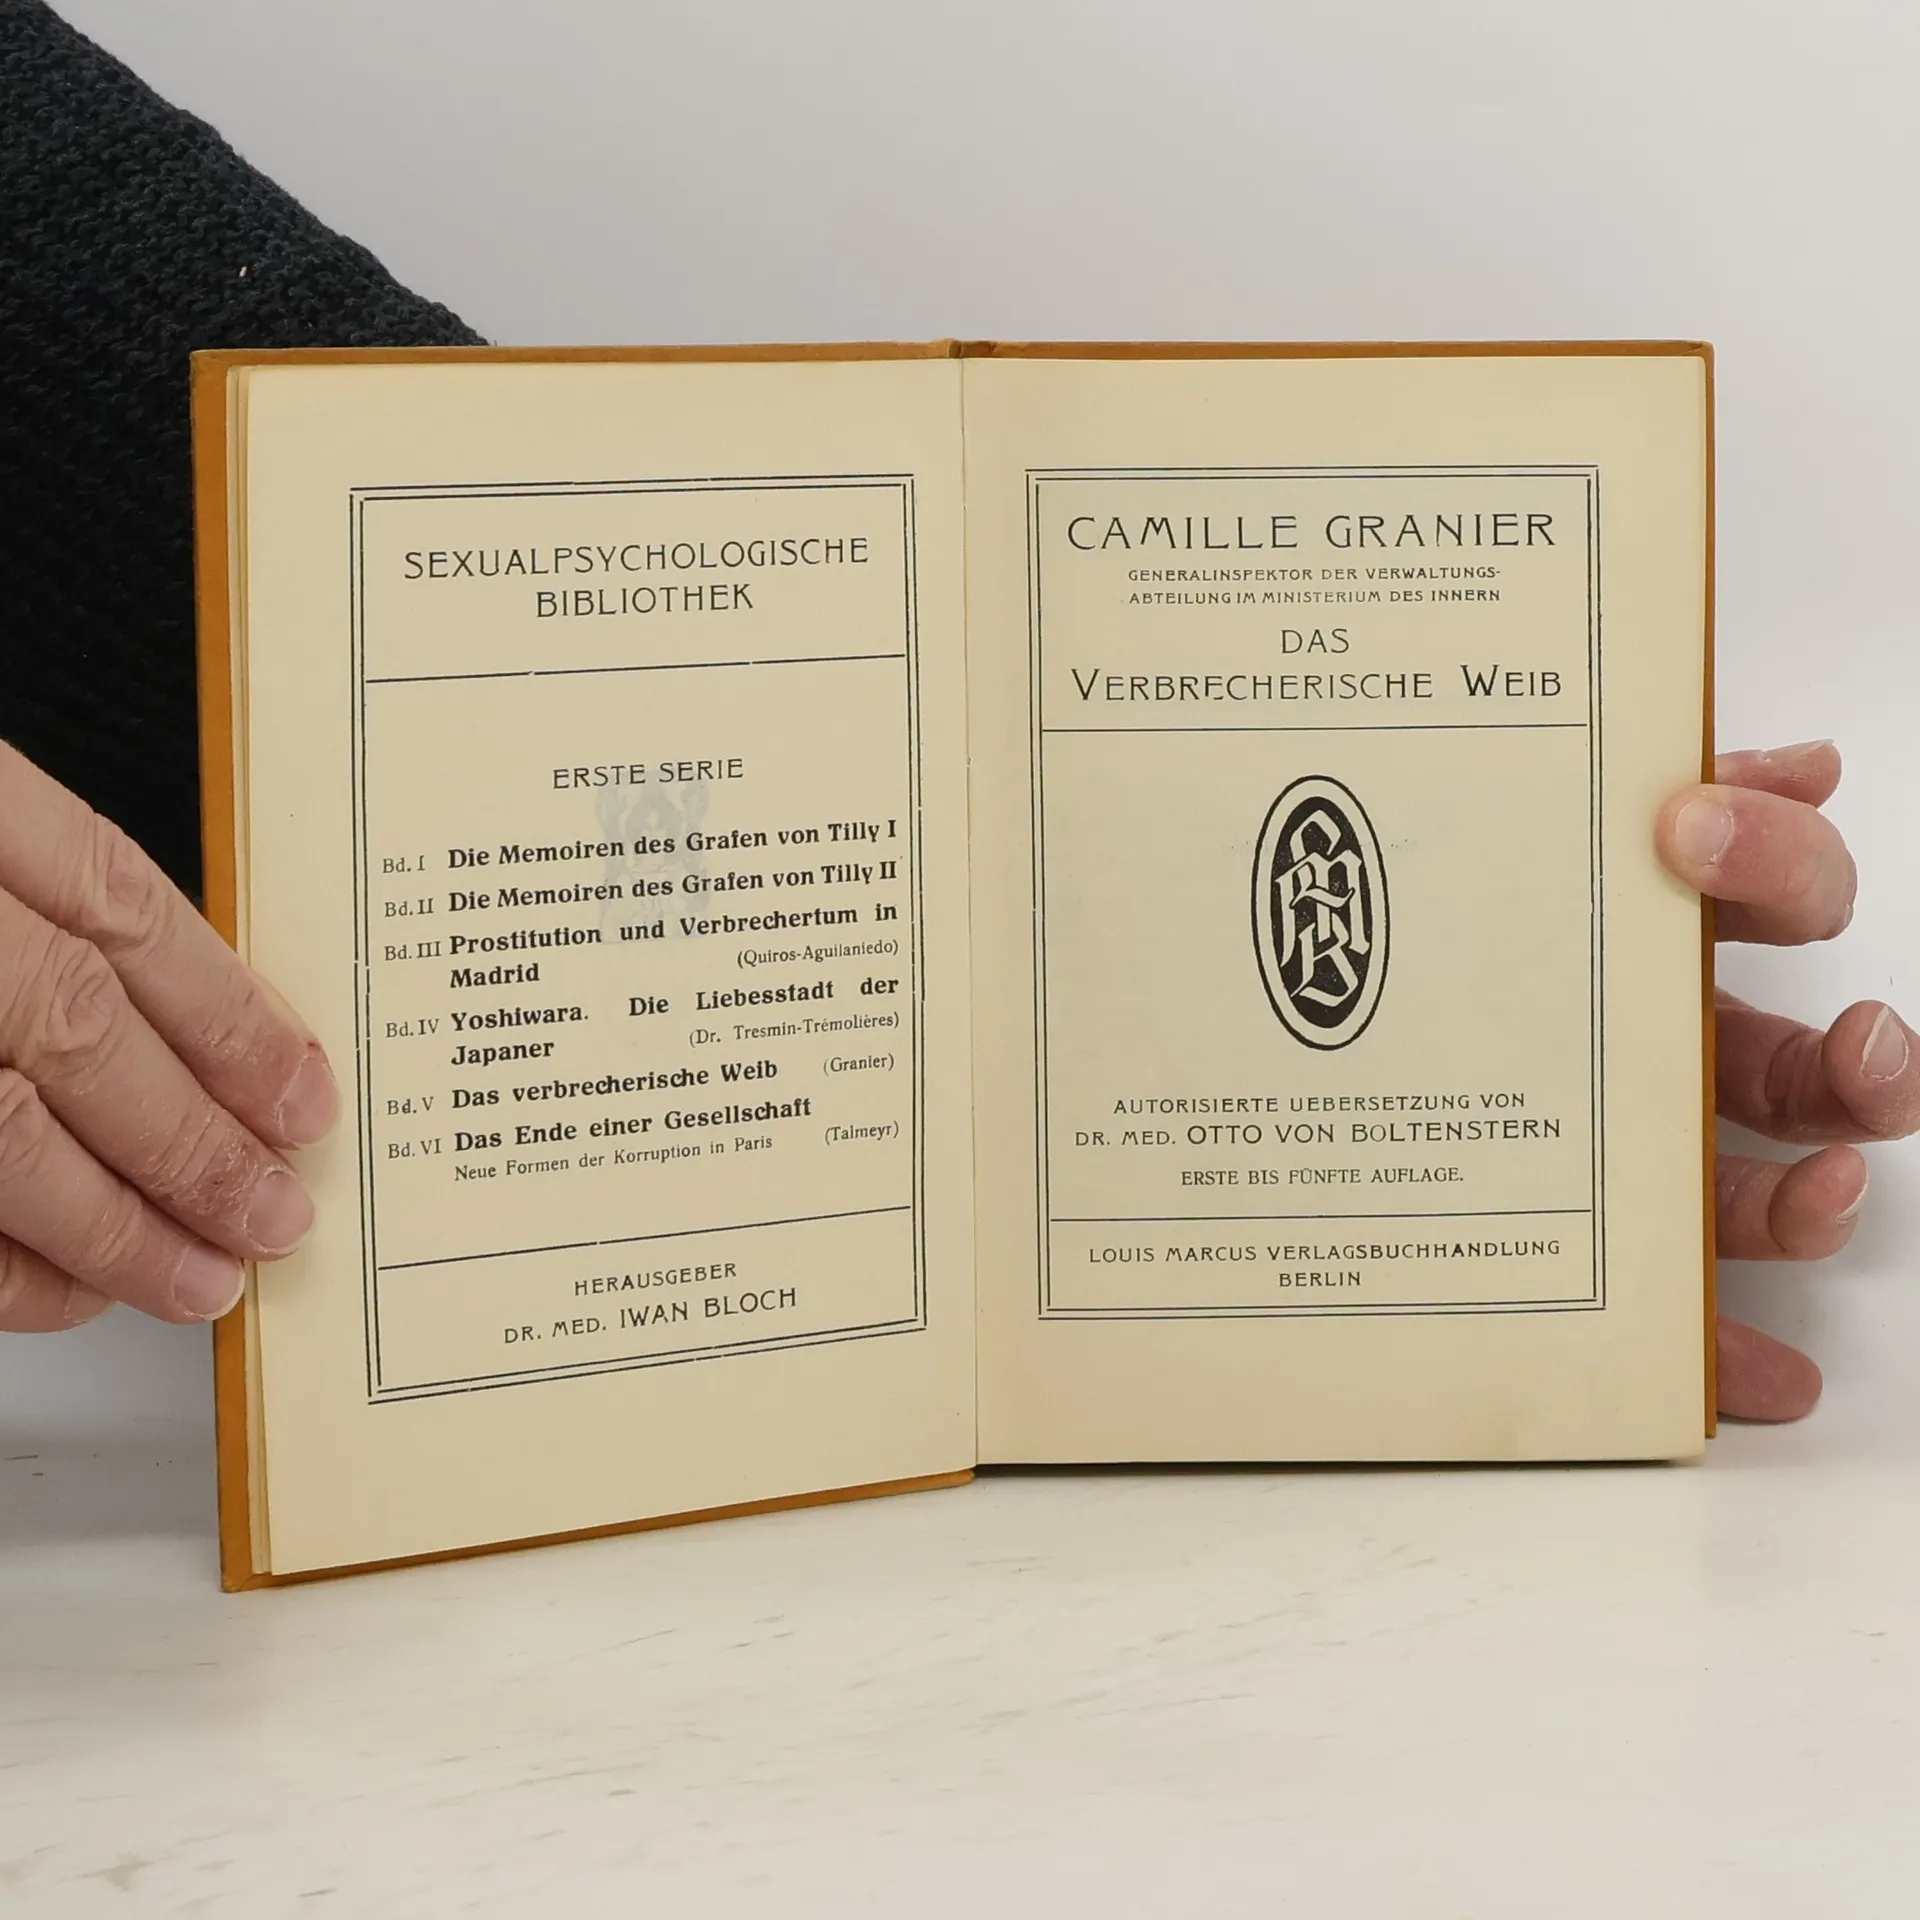 SEXUALPSYCHOLOGISCHE
BIBLIOTHEK
ERSTE SERIE
Bd. I Die Memoiren des Grafen von Tilly I
Bd. II Die Memoiren des Grafen von Tilly II
Bd. III Prostitution und Verbrechertum in
Madrid (Quiros-Aguilaniedo)
Bd. IV Yoshiwara. Die Liebesstadt der
Japaner (Dr. Tresmin-Trémolières)
Bd. V Das verbrecherische Weib (Granier)
Bd. VI Das Ende einer Gesellschaft
Neue Formen der Korruption in Paris (Talmeyr)
HERAUSGEBER
DR. MED. IWAN BLOCH
CAMILLE GRANIER
GENERALINSPEKTOR DER VERWALTUNGS-
ABTEILUNG IM MINISTERIUM DES INNERN
DAS
VERBRECHERISCHE WEIB
AUTORISIERTE UEBERSETZUNG VON
DR. MED. OTTO VON BOLTENSTERN
ERSTE BIS FÜNFTE AUFLAGE.
LOUIS MARCUS VERLAGSBUCHHANDLUNG
BERLIN